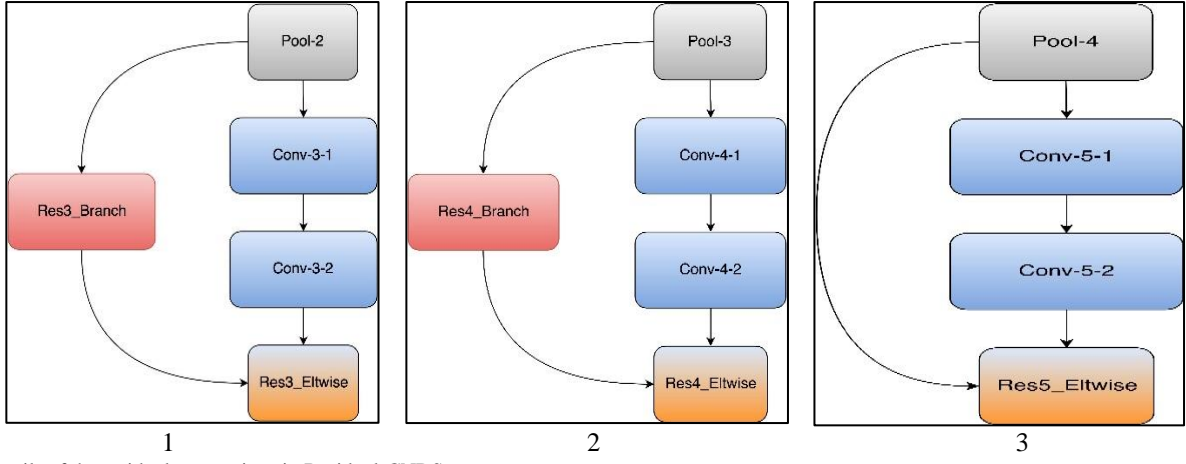 Pool-2
Conv-3-1
Res3_Branch
Conv-3-2
Res3_Eltwise
1
Pool-3
Conv-4-1
Res4_Branch
Conv-4-2
Res4_Eltwise
2
Pool-4
Conv-5-1
Conv-5-2
Res5_Eltwise
3